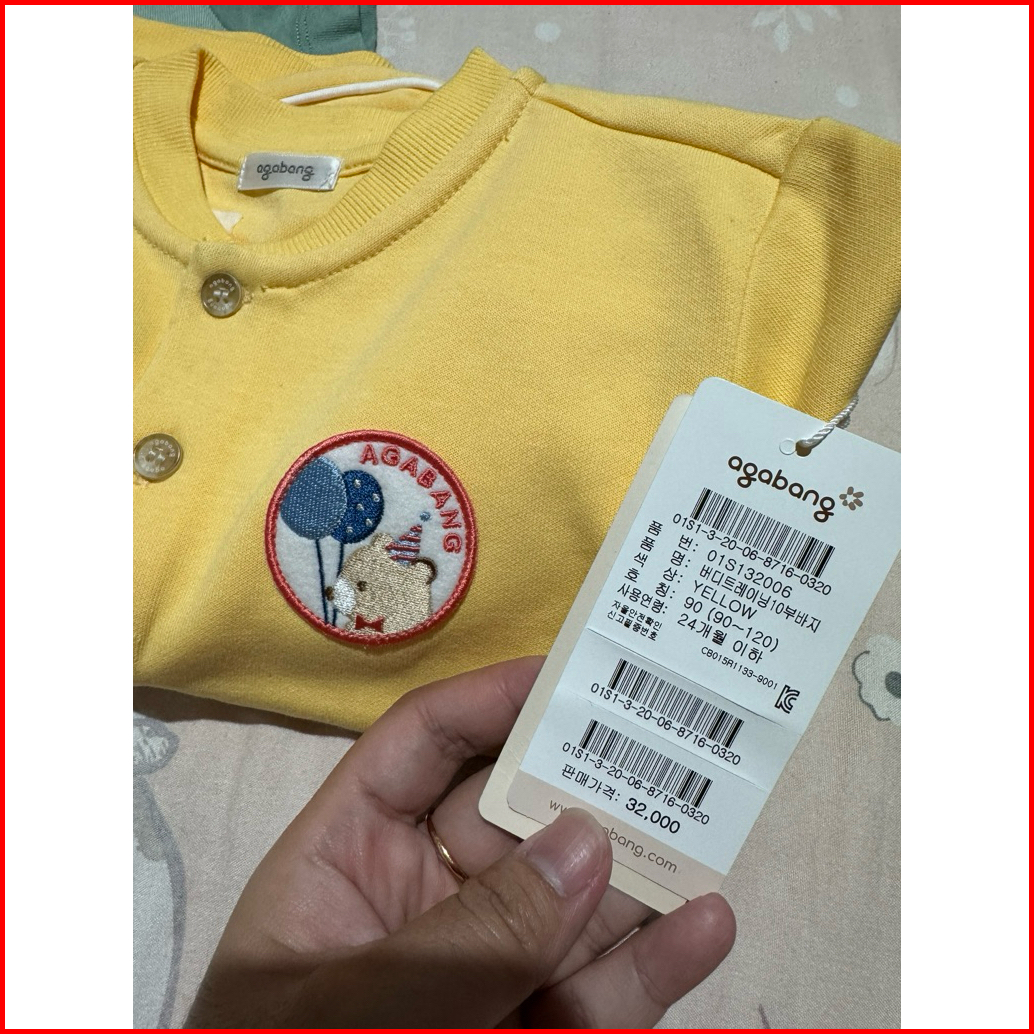 agabang
AGABANG
agabang
01S1-3-20-06-8716-0320
품 번: 01S132006
품 명: 버디트레이닝10부바지
색 상: YELLOW
호 칭: 90 (90~120)
사용연령: 24개월 이하
자율안전확인
신고필증번호
CB015R1133-9001
01S1-3-20-06-8716-0320
01S1-3-20-06-8716-0320
판매가격: 32,000
abang.com